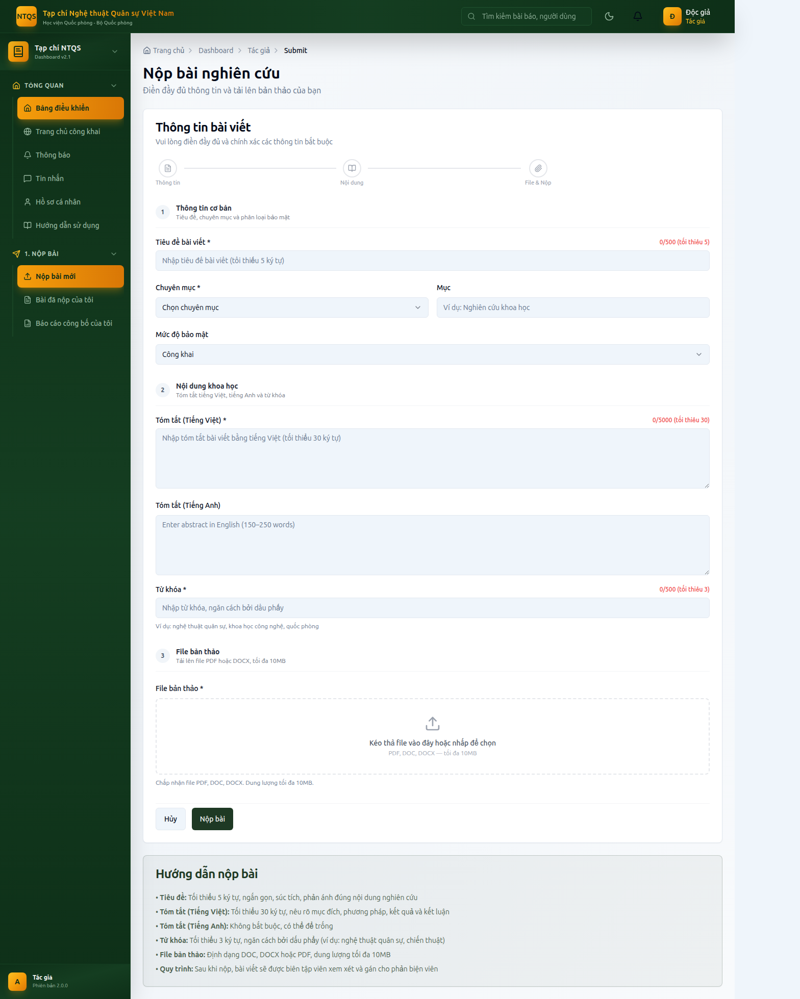 NTQS
Tạp chí Nghệ thuật Quân sự Việt Nam
Học viện Quốc phòng - Bộ Quốc phòng
Tìm kiếm bài báo, người dùng
Đ
Độc giả
Tác giả
Tạp chí NTQS
Dashboard v2.1
TỔNG QUAN
Bảng điều khiển
Trang chủ công khai
Thông báo
Tin nhắn
Hồ sơ cá nhân
Hướng dẫn sử dụng
1. NỘP BÀI
Nộp bài mới
Bài đã nộp của tôi
Báo cáo công bố của tôi
A
Tác giả
Phiên bản 2.0.0
Trang chủ
Dashboard
Tác giả
Submit
Nộp bài nghiên cứu
Điền đầy đủ thông tin và tải lên bản thảo của bạn
Thông tin bài viết
Vui lòng điền đầy đủ và chính xác các thông tin bắt buộc
Thông tin
Nội dung
File & Nộp
1
Thông tin cơ bản
Tiêu đề, chuyên mục và phân loại bảo mật
Tiêu đề bài viết *
0/500 (tối thiểu 5)
Nhập tiêu đề bài viết (tối thiểu 5 ký tự)
Chuyên mục *
Mục
Chọn chuyên mục
Ví dụ: Nghiên cứu khoa học
Mức độ bảo mật
Công khai
2
Nội dung khoa học
Tóm tắt tiếng Việt, tiếng Anh và từ khóa
Tóm tắt (Tiếng Việt) *
0/5000 (tối thiểu 30)
Nhập tóm tắt bài viết bằng tiếng Việt (tối thiểu 30 ký tự)
Tóm tắt (Tiếng Anh)
Enter abstract in English (150–250 words)
Từ khóa *
0/500 (tối thiểu 3)
Nhập từ khóa, ngăn cách bởi dấu phẩy
Ví dụ: nghệ thuật quân sự, khoa học công nghệ, quốc phòng
3
File bản thảo
Tải lên file PDF hoặc DOCX, tối đa 10MB
File bản thảo *
Kéo thả file vào đây hoặc nhấp để chọn
PDF, DOC, DOCX — tối đa 10MB
Chấp nhận file PDF, DOC, DOCX. Dung lượng tối đa 10MB.
Hủy
Nộp bài
Hướng dẫn nộp bài
• Tiêu đề: Tối thiểu 5 ký tự, ngắn gọn, súc tích, phản ánh đúng nội dung nghiên cứu
• Tóm tắt (Tiếng Việt): Tối thiểu 30 ký tự, nêu rõ mục đích, phương pháp, kết quả và kết luận
• Tóm tắt (Tiếng Anh): Không bắt buộc, có thể để trống
• Từ khóa: Tối thiểu 3 ký tự, ngăn cách bởi dấu phẩy (ví dụ: nghệ thuật quân sự, chiến thuật)
• File bản thảo: Định dạng DOC, DOCX hoặc PDF, dung lượng tối đa 10MB
• Quy trình: Sau khi nộp, bài viết sẽ được biên tập viên xem xét và gán cho phản biện viên